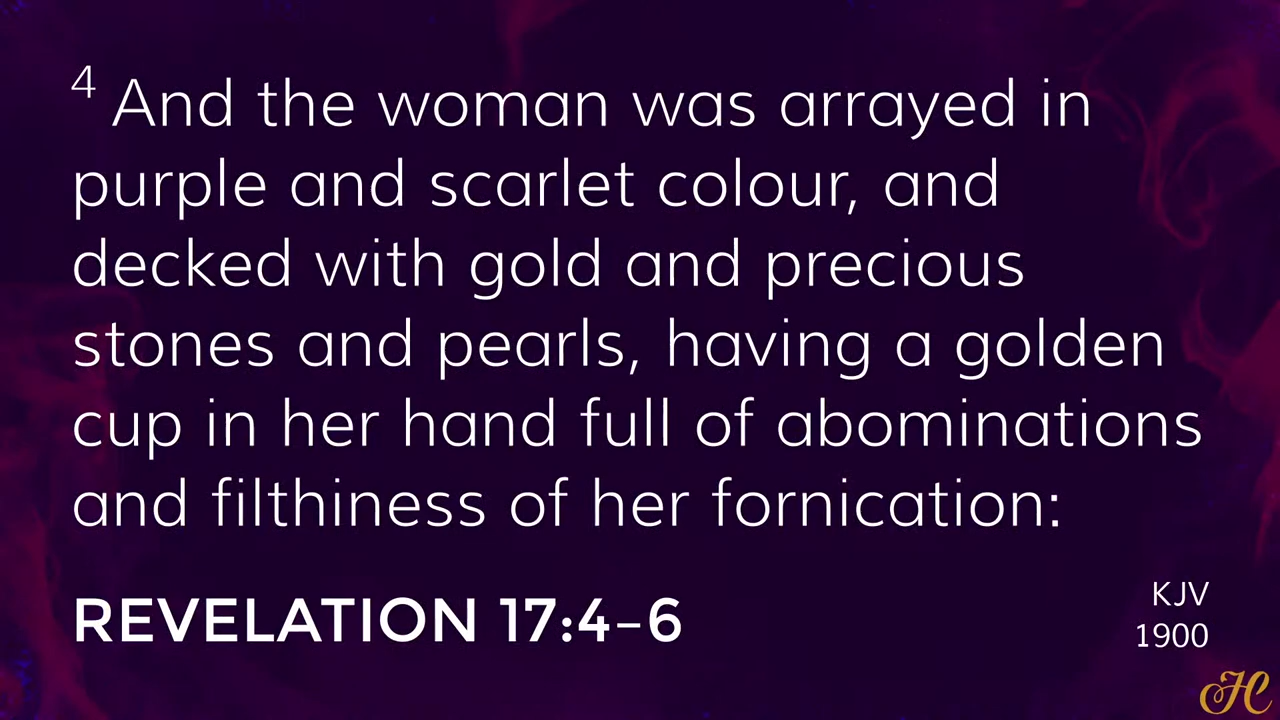 4 And the woman was arrayed in
purple and scarlet colour, and
decked with gold and precious
stones and pearls, having a golden
cup in her hand full of abominations
and filthiness of her fornication:
REVELATION 17:4–6
KJV
1900
HC